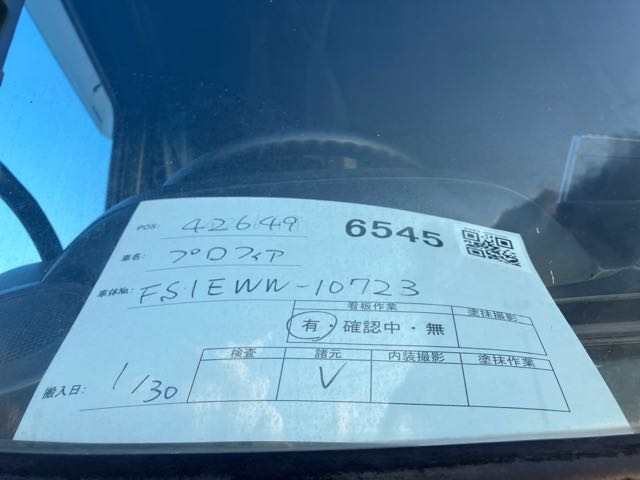 POS: 42649 6545
車名: プロフィア
車体№: FS1EWW-10723
看板作業 塗抹撮影
有・確認中・無
検査 諸元 内装撮影 塗抹作業
搬入日: 1/30 V